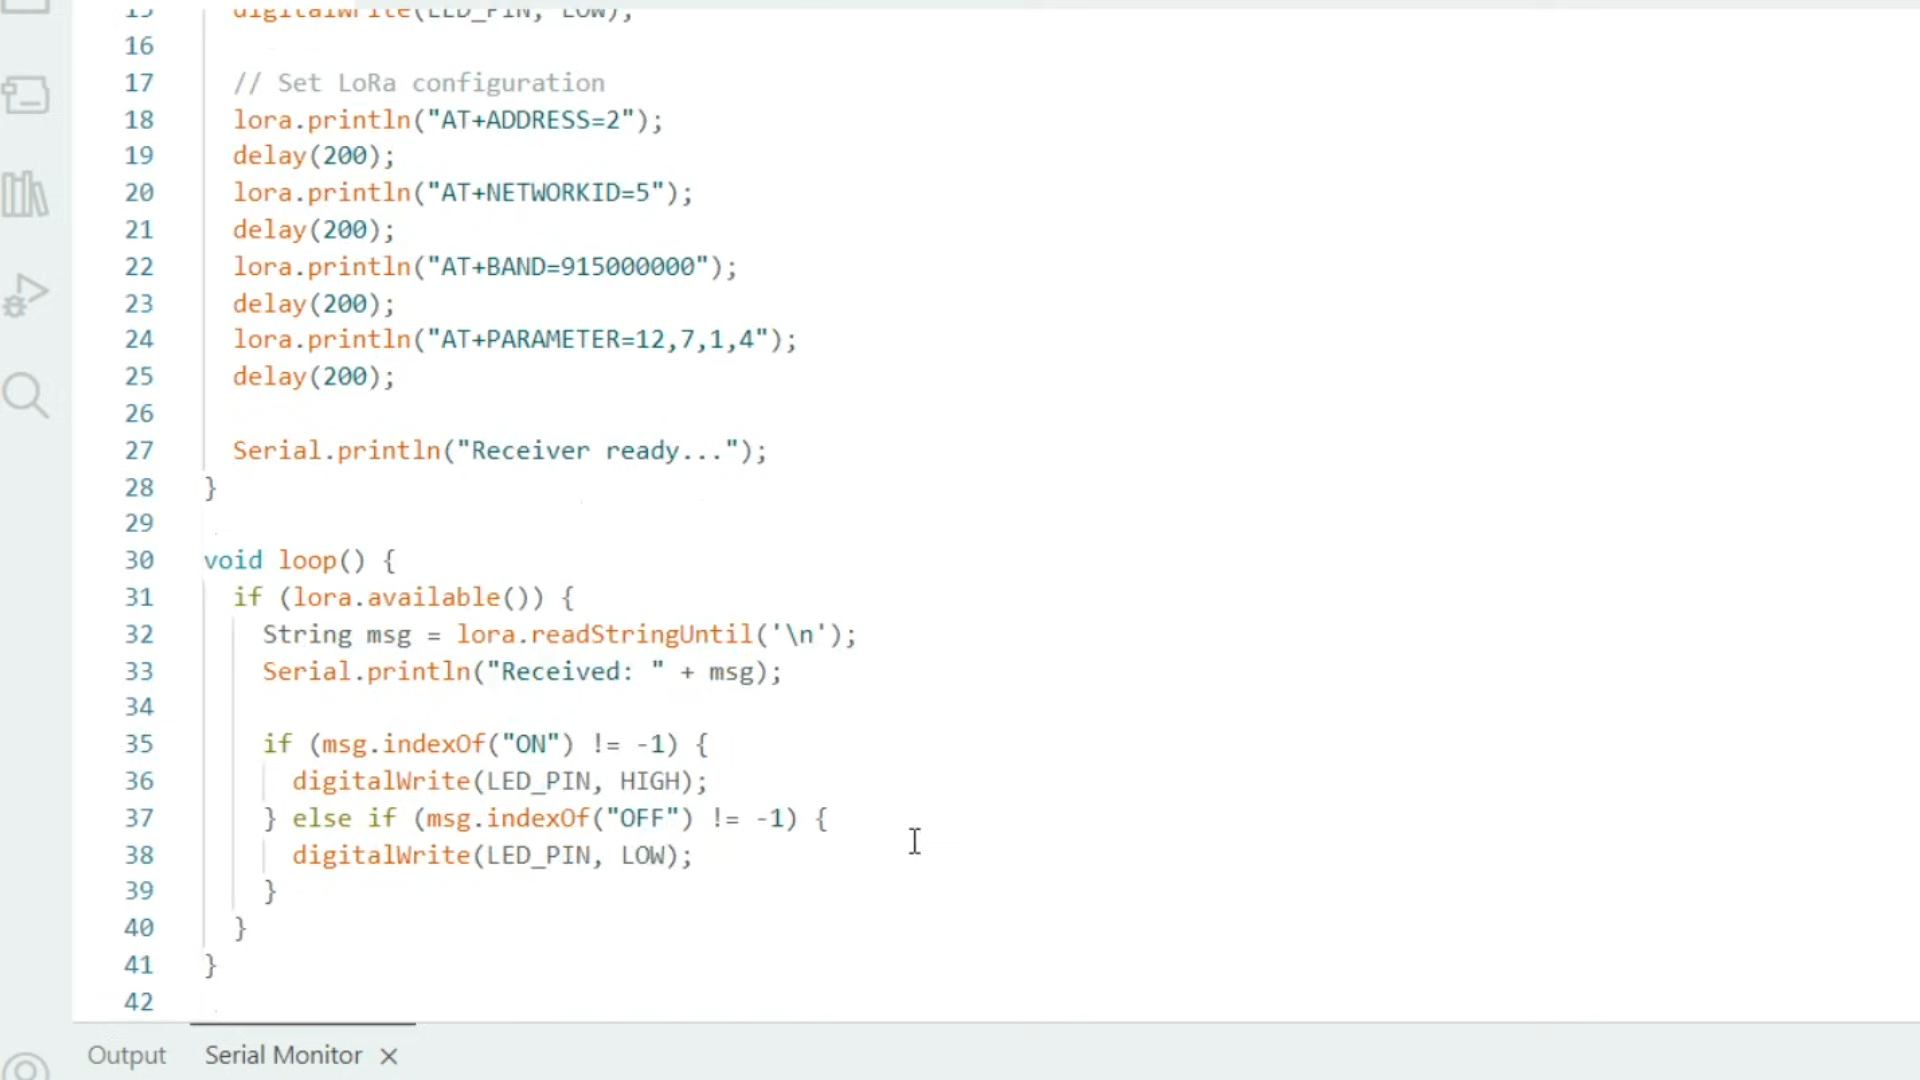 15 digitalWrite(LED_PIN, LOW);
16
17 // Set LoRa configuration
18 lora.println("AT+ADDRESS=2");
19 delay(200);
20 lora.println("AT+NETWORKID=5");
21 delay(200);
22 lora.println("AT+BAND=915000000");
23 delay(200);
24 lora.println("AT+PARAMETER=12,7,1,4");
25 delay(200);
26
27 Serial.println("Receiver ready...");
28 }
29
30 void loop() {
31 if (lora.available()) {
32 String msg = lora.readStringUntil('\n');
33 Serial.println("Received: " + msg);
34
35 if (msg.indexOf("ON") != -1) {
36 digitalWrite(LED_PIN, HIGH);
37 } else if (msg.indexOf("OFF") != -1) {
38 digitalWrite(LED_PIN, LOW);
39 }
40 }
41 }
42
Output Serial Monitor